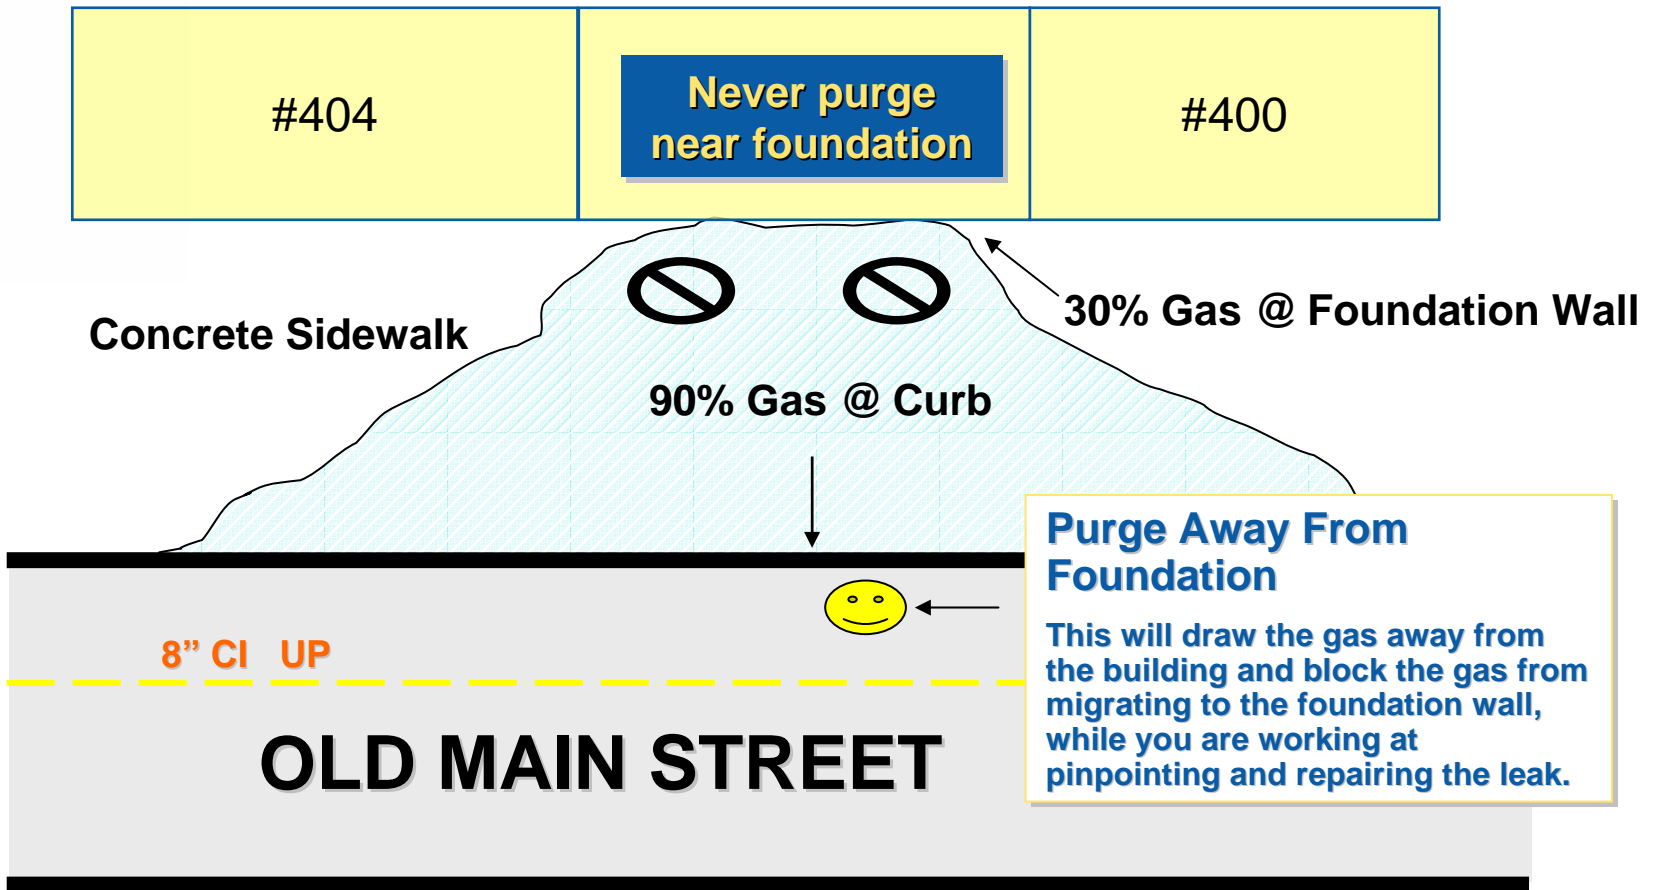 #404
Never purge
near foundation
#400
Concrete Sidewalk
30% Gas @ Foundation Wall
90% Gas @ Curb
Purge Away From
Foundation
This will draw the gas away from
the building and block the gas from
migrating to the foundation wall,
while you are working at
pinpointing and repairing the leak.
8” CI UP
OLD MAIN STREET